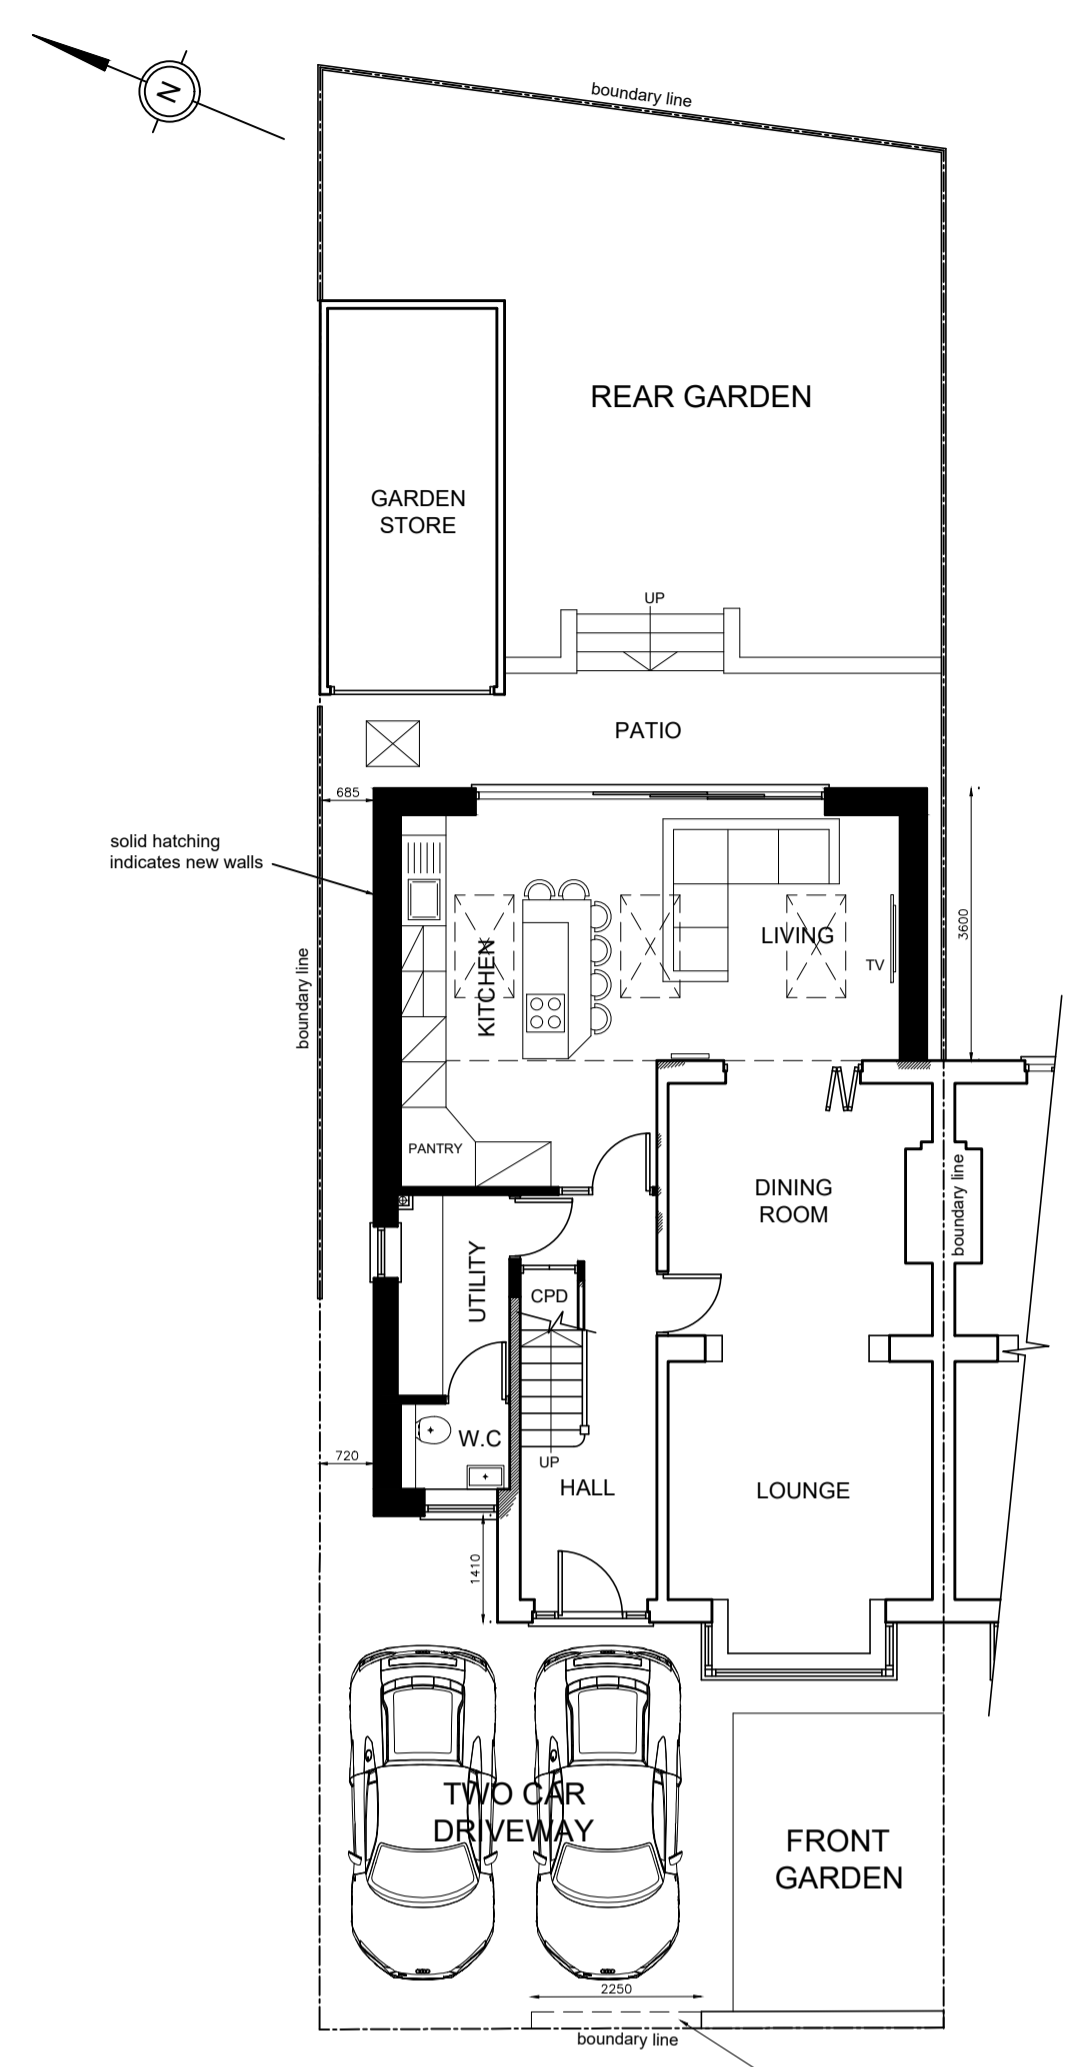 N
boundary line
REAR GARDEN
GARDEN
STORE
UP
PATIO
685
solid hatching
indicates new walls
boundary line
KITCHEN
LIVING
TV
3600
PANTRY
DINING
ROOM
boundary line
UTILITY
CPD
W.C
UP
HALL
LOUNGE
720
1410
TWO CAR
DRIVEWAY
FRONT
GARDEN
2250
boundary line